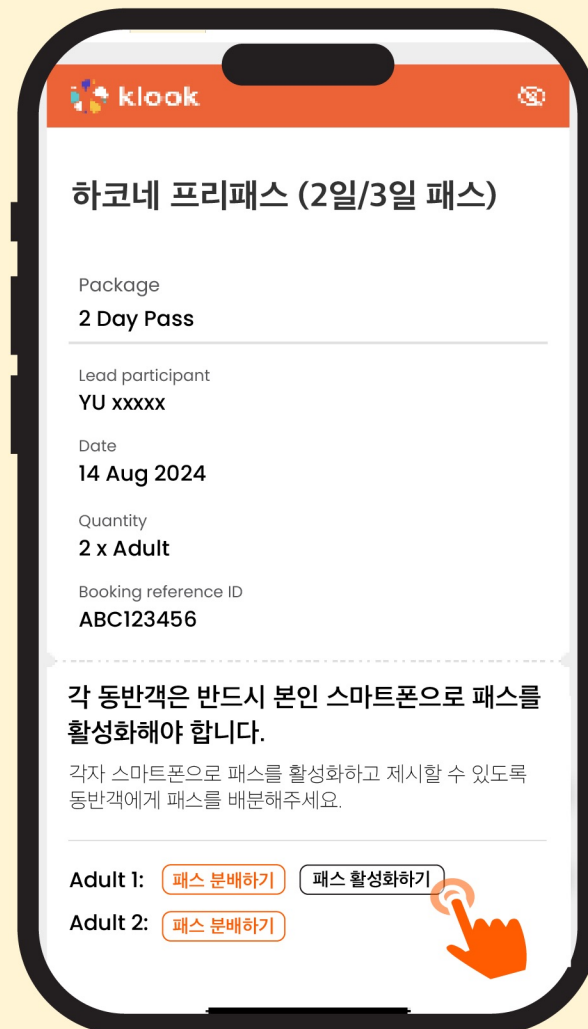 klook
하코네 프리패스 (2일/3일 패스)
Package
2 Day Pass
Lead participant
YU xxxxx
Date
14 Aug 2024
Quantity
2 x Adult
Booking reference ID
ABC123456
각 동반객은 반드시 본인 스마트폰으로 패스를
활성화해야 합니다.
각자 스마트폰으로 패스를 활성화하고 제시할 수 있도록
동반객에게 패스를 배분해주세요.
Adult 1: 패스 분배하기 패스 활성화하기
Adult 2: 패스 분배하기